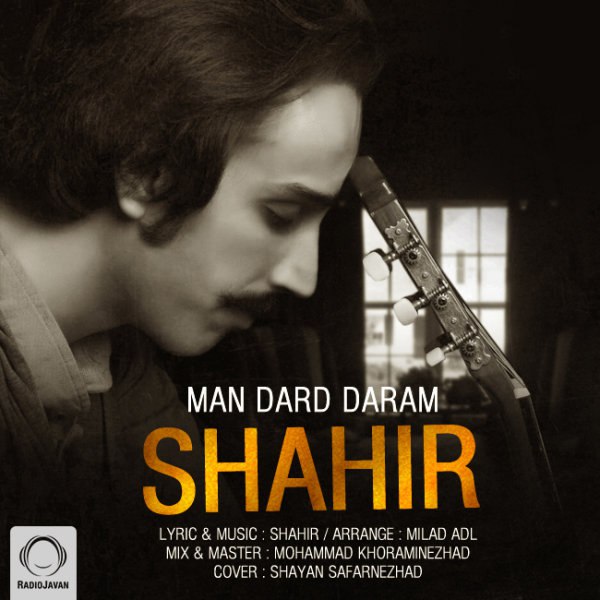 MAN DARD DARAM
SHAHIR
LYRIC & MUSIC : SHAHIR / ARRANGE : MILAD ADL
MIX & MASTER : MOHAMMAD KHORAMINEZHAD
COVER : SHAYAN SAFARNEZHAD
RADIOJAVAN